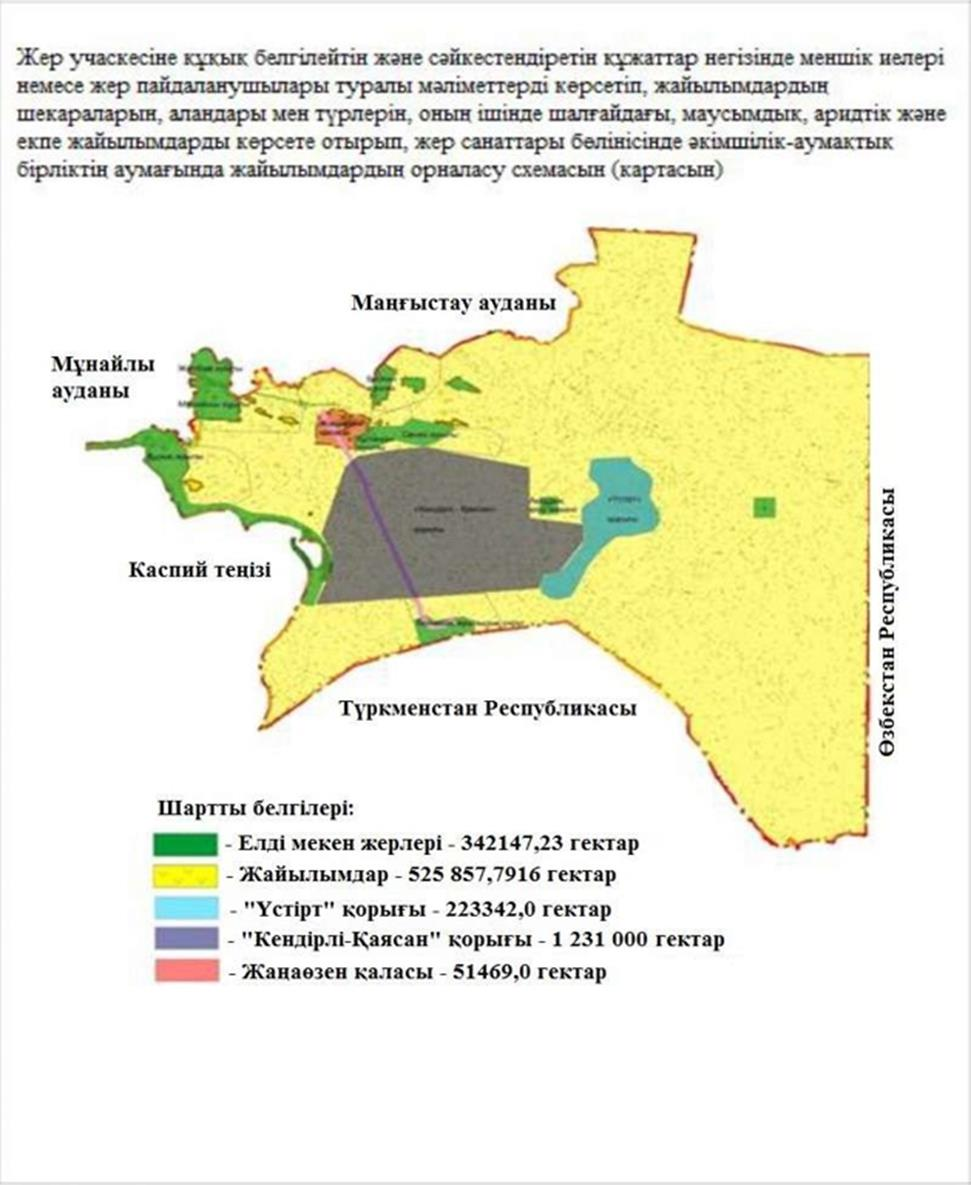 Жер учаскесіне құқық белгілейтін және сәйкестендіретін құжаттар негізінде меншік иелері
немесе жер пайдаланушылары туралы мәліметтерді көрсетіп, жайылымдардың
шекараларын, аландары мен түрлерін, оның ішінде шалғайдағы, маусымдық, аридтік және
екпе жайылымдарды көрсете отырып, жер санаттары бөлінісінде әкімшілік-аумақтық
бірліктің аумағында жайылымдардың орналасу схемасын (картасын)
Маңғыстау ауданы
Мұнайлы
ауданы
Каспий теңізі
Түркменстан Республикасы
Өзбекстан Республикасы
Шартты белгілері:
- Елді мекен жерлері - 342147,23 гектар
- Жайылымдар - 525 857,7916 гектар
- "Үстірт" қорығы - 223342,0 гектар
- "Кендірлі-Қаясан" қорығы - 1 231 000 гектар
- Жаңаөзен қаласы - 51469,0 гектар